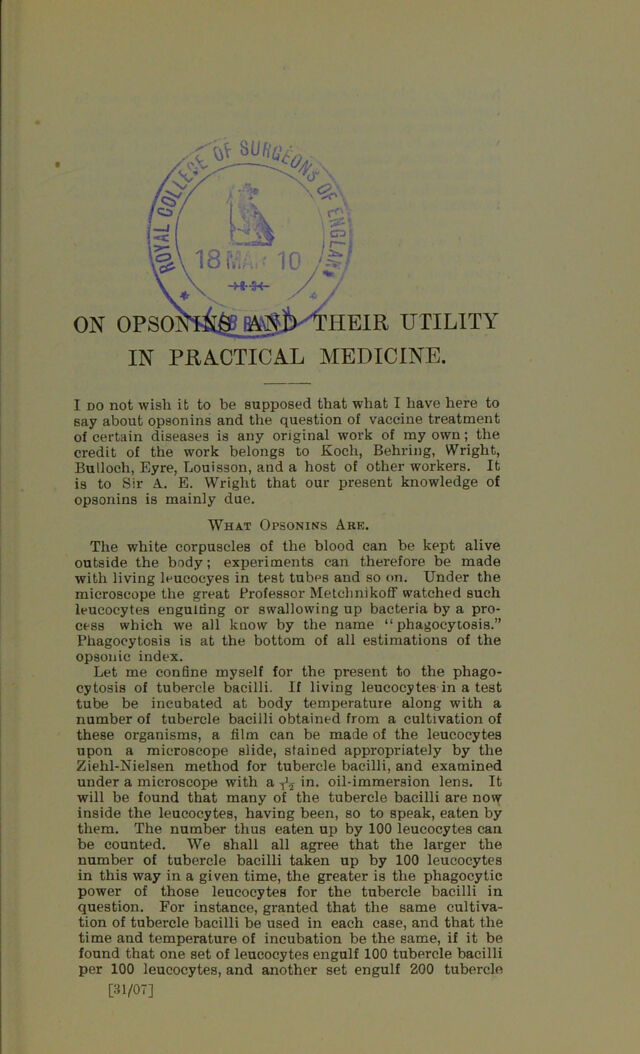 ROYAL COLLEGE OF SURGEONS OF ENGLAND
18 MAR 10
LIBRARY
ON OPSONINS AND THEIR UTILITY
IN PRACTICAL MEDICINE.
I DO not wish it to be supposed that what I have here to
say about opsonins and the question of vaccine treatment
of certain diseases is any original work of my own; the
credit of the work belongs to Koch, Behring, Wright,
Bulloch, Eyre, Louisson, and a host of other workers. It
is to Sir A. E. Wright that our present knowledge of
opsonins is mainly due.
WHAT OPSONINS ARE.
The white corpuscles of the blood can be kept alive
outside the body; experiments can therefore be made
with living leucocyes in test tubes and so on. Under the
microscope the great Professor Metchnikoff watched such
leucocytes engulfing or swallowing up bacteria by a pro-
cess which we all know by the name "phagocytosis."
Phagocytosis is at the bottom of all estimations of the
opsonic index.
Let me confine myself for the present to the phago-
cytosis of tubercle bacilli. If living leucocytes in a test
tube be incubated at body temperature along with a
number of tubercle bacilli obtained from a cultivation of
these organisms, a film can be made of the leucocytes
upon a microscope slide, stained appropriately by the
Ziehl-Nielsen method for tubercle bacilli, and examined
under a microscope with a 1/12 in. oil-immersion lens. It
will be found that many of the tubercle bacilli are now
inside the leucocytes, having been, so to speak, eaten by
them. The number thus eaten up by 100 leucocytes can
be counted. We shall all agree that the larger the
number of tubercle bacilli taken up by 100 leucocytes
in this way in a given time, the greater is the phagocytic
power of those leucocytes for the tubercle bacilli in
question. For instance, granted that the same cultiva-
tion of tubercle bacilli be used in each case, and that the
time and temperature of incubation be the same, if it be
found that one set of leucocytes engulf 100 tubercle bacilli
per 100 leucocytes, and another set engulf 200 tubercle
[31/07]